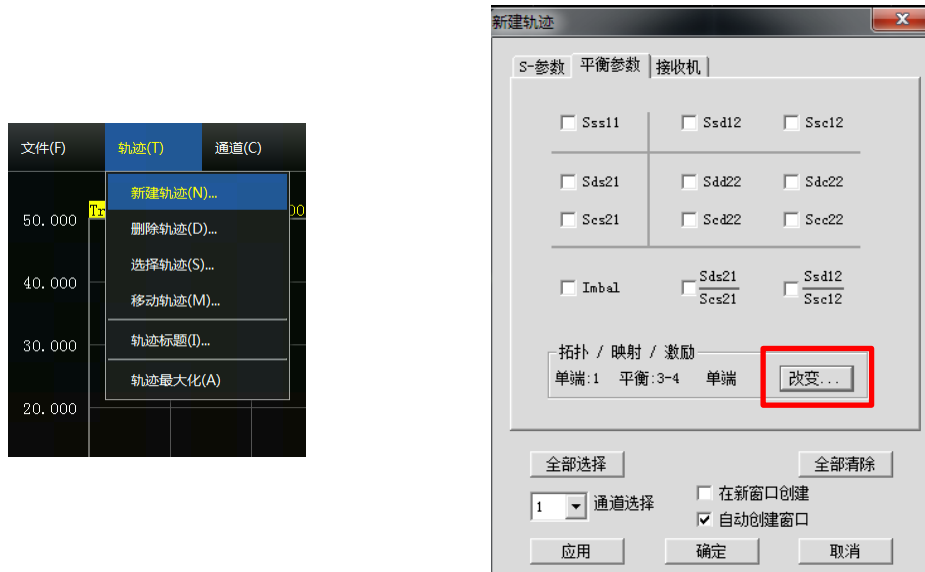 文件(F) 轨迹(T) 通道(C)
新建轨迹(N)...
删除轨迹(D)...
选择轨迹(S)...
移动轨迹(M)...
轨迹标题(I)...
轨迹最大化(A)
Tr
00
50.000
40.000
30.000
20.000
新建轨迹
S-参数 平衡参数 接收机
Sss11 Ssd12 Ssc12
Sds21 Sdd22 Sdc22
Scs21 Scd22 Scc22
Imbal Sds21 Ssd12
Scs21 Ssc12
拓扑 / 映射 / 激励
单端:1 平衡:3-4 单端 改变...
全部选择 全部清除
1 通道选择 在新窗口创建
自动创建窗口
应用 确定 取消